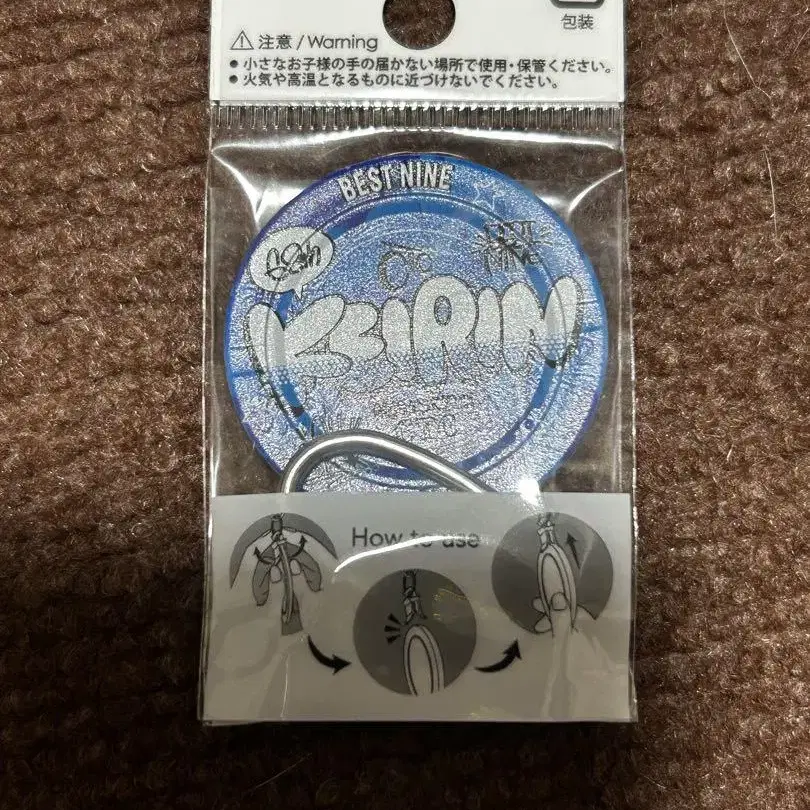 包装
注意 / Warning
● 小さなお子様の手の届かない場所で使用・保管ください。
● 火気や高温となるものに近づけないでください。
BEST NINE
KEIRIN
How to use